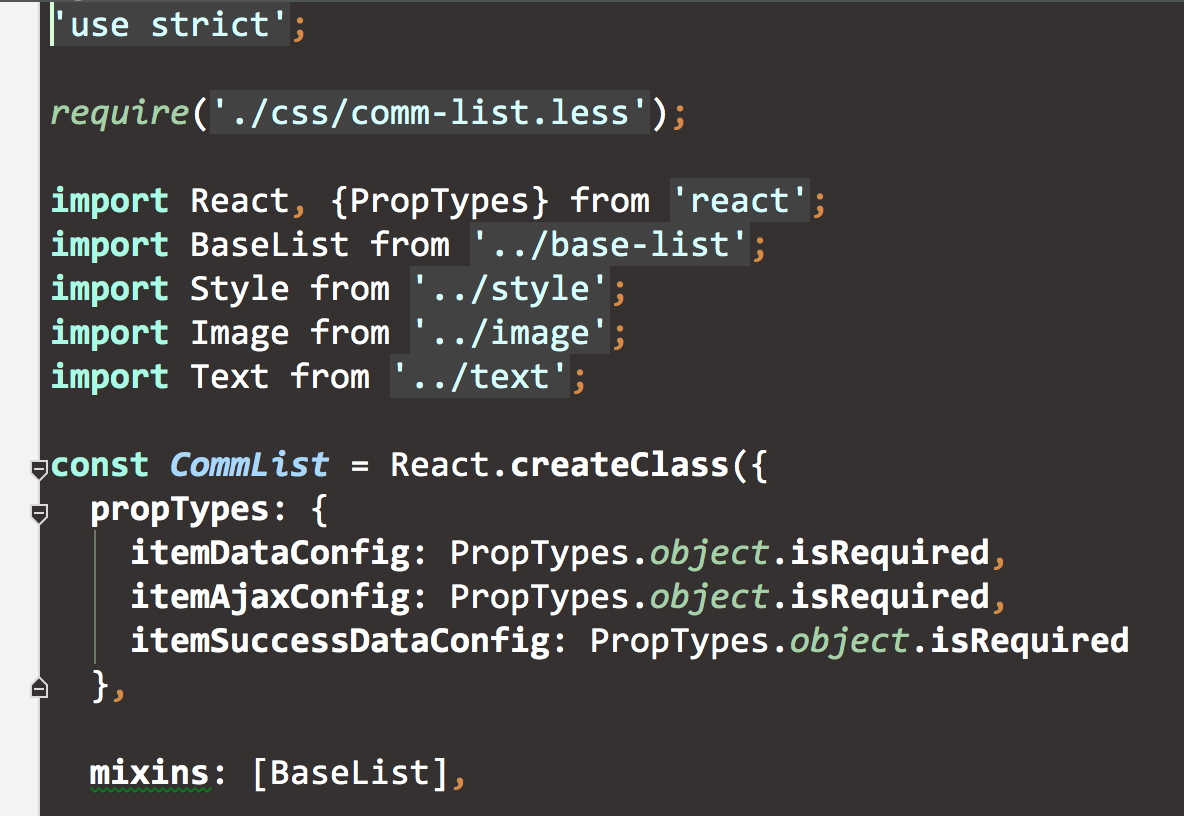 'use strict';
require('./css/comm-list.less');
import React, {PropTypes} from 'react';
import BaseList from '../base-list';
import Style from '../style';
import Image from '../image';
import Text from '../text';
const CommList = React.createClass({
propTypes: {
itemDataConfig: PropTypes.object.isRequired,
itemAjaxConfig: PropTypes.object.isRequired,
itemSuccessDataConfig: PropTypes.object.isRequired
},
mixins: [BaseList],